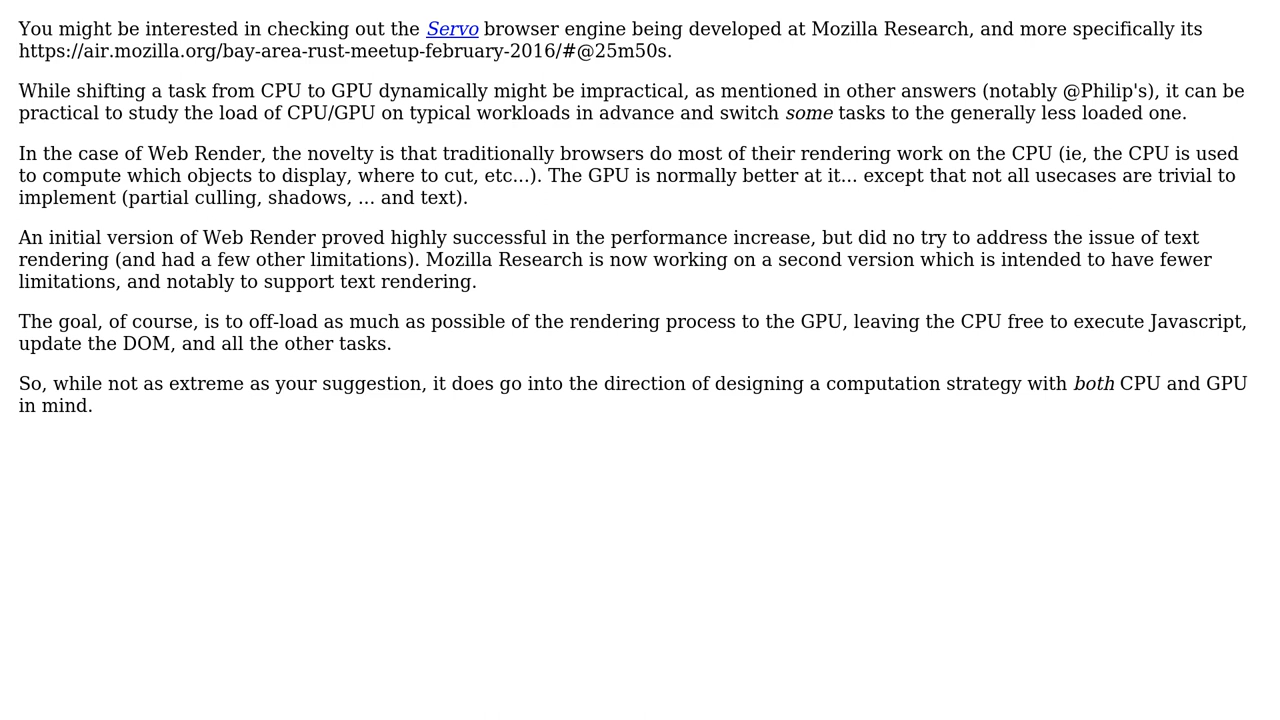 You might be interested in checking out the Servo browser engine being developed at Mozilla Research, and more specifically its
https://air.mozilla.org/bay-area-rust-meetup-february-2016/#@25m50s.
While shifting a task from CPU to GPU dynamically might be impractical, as mentioned in other answers (notably @Philip's), it can be
practical to study the load of CPU/GPU on typical workloads in advance and switch some tasks to the generally less loaded one.
In the case of Web Render, the novelty is that traditionally browsers do most of their rendering work on the CPU (ie, the CPU is used
to compute which objects to display, where to cut, etc...). The GPU is normally better at it... except that not all usecases are trivial to
implement (partial culling, shadows, ... and text).
An initial version of Web Render proved highly successful in the performance increase, but did no try to address the issue of text
rendering (and had a few other limitations). Mozilla Research is now working on a second version which is intended to have fewer
limitations, and notably to support text rendering.
The goal, of course, is to off-load as much as possible of the rendering process to the GPU, leaving the CPU free to execute Javascript,
update the DOM, and all the other tasks.
So, while not as extreme as your suggestion, it does go into the direction of designing a computation strategy with both CPU and GPU
in mind.